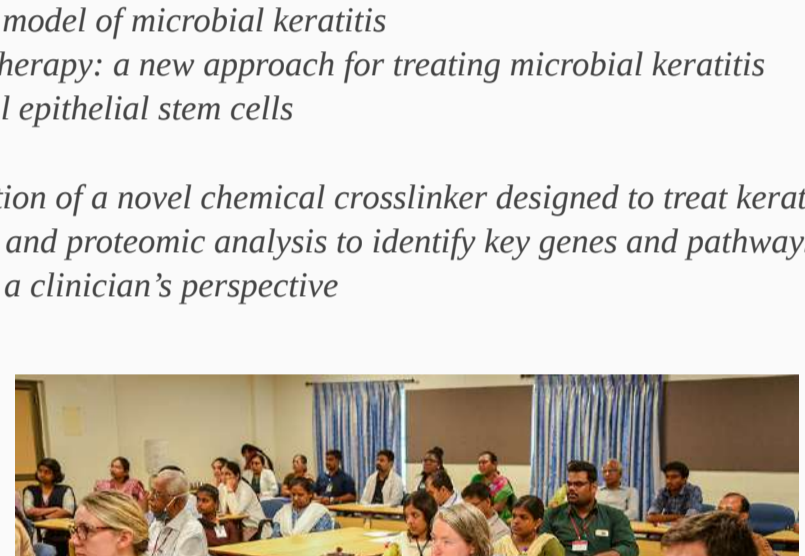 model of microbial keratitis
herapy: a new approach for treating microbial keratitis
l epithelial stem cells
tion of a novel chemical crosslinker designed to treat kerat
and proteomic analysis to identify key genes and pathway
a clinician’s perspective